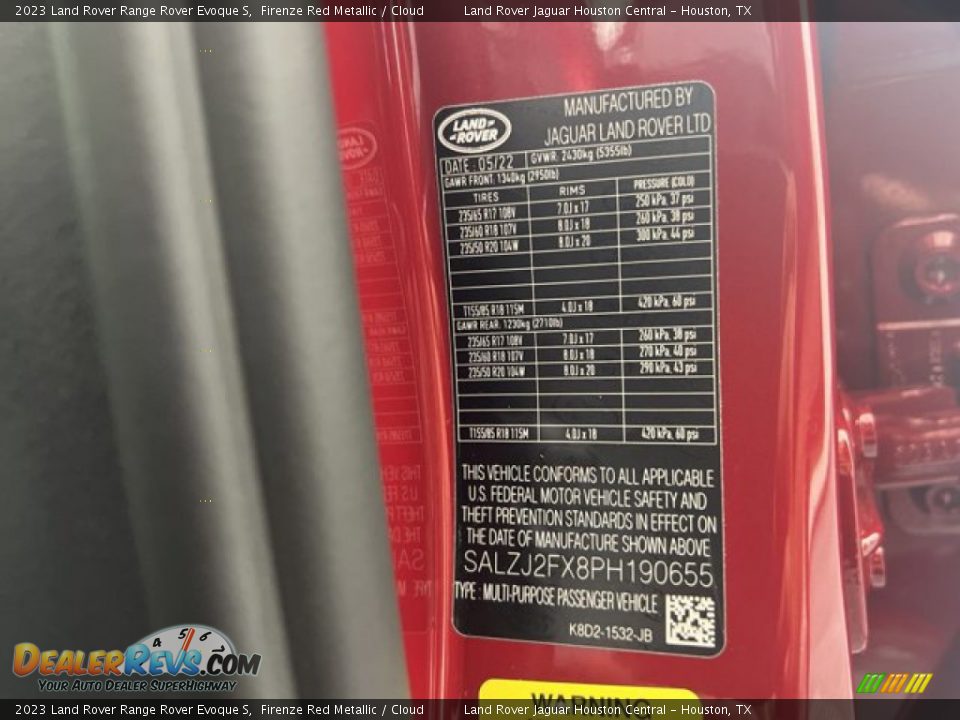 2023 Land Rover Range Rover Evoque S, Firenze Red Metallic / Cloud Land Rover Jaguar Houston Central - Houston, TX
LAND-
-ROVER
MANUFACTURED BY
JAGUAR LAND ROVER LTD
DATE: 05/22 GVWR: 2430kg (5355lb)
GAWR FRONT: 1340kg (2950lb)
TIRES RIMS PRESSURE (COLD)
235/65 R17 108V 7.0J x 17 250 kPa, 37 psi
235/60 R18 107V 8.0J x 18 260 kPa, 38 psi
235/50 R20 104W 8.0J x 20 300 kPa, 44 psi
T155/85 R18 115M 4.0J x 18 420 kPa, 60 psi
GAWR REAR: 1230kg (2710lb)
235/65 R17 108V 7.0J x 17 260 kPa, 38 psi
235/60 R18 107V 8.0J x 18 270 kPa, 40 psi
235/50 R20 104W 8.0J x 20 290 kPa, 43 psi
T155/85 R18 115M 4.0J x 18 420 kPa, 60 psi
THIS VEHICLE CONFORMS TO ALL APPLICABLE
U.S. FEDERAL MOTOR VEHICLE SAFETY AND
THEFT PREVENTION STANDARDS IN EFFECT ON
THE DATE OF MANUFACTURE SHOWN ABOVE
SALZJ2FX8PH190655
TYPE : MULTI-PURPOSE PASSENGER VEHICLE
K8D2-1532-JB
WARNING
4 5 6
DEALERREVS.COM
YOUR AUTO DEALER SUPERHIGHWAY
2023 Land Rover Range Rover Evoque S, Firenze Red Metallic / Cloud Land Rover Jaguar Houston Central - Houston, TX